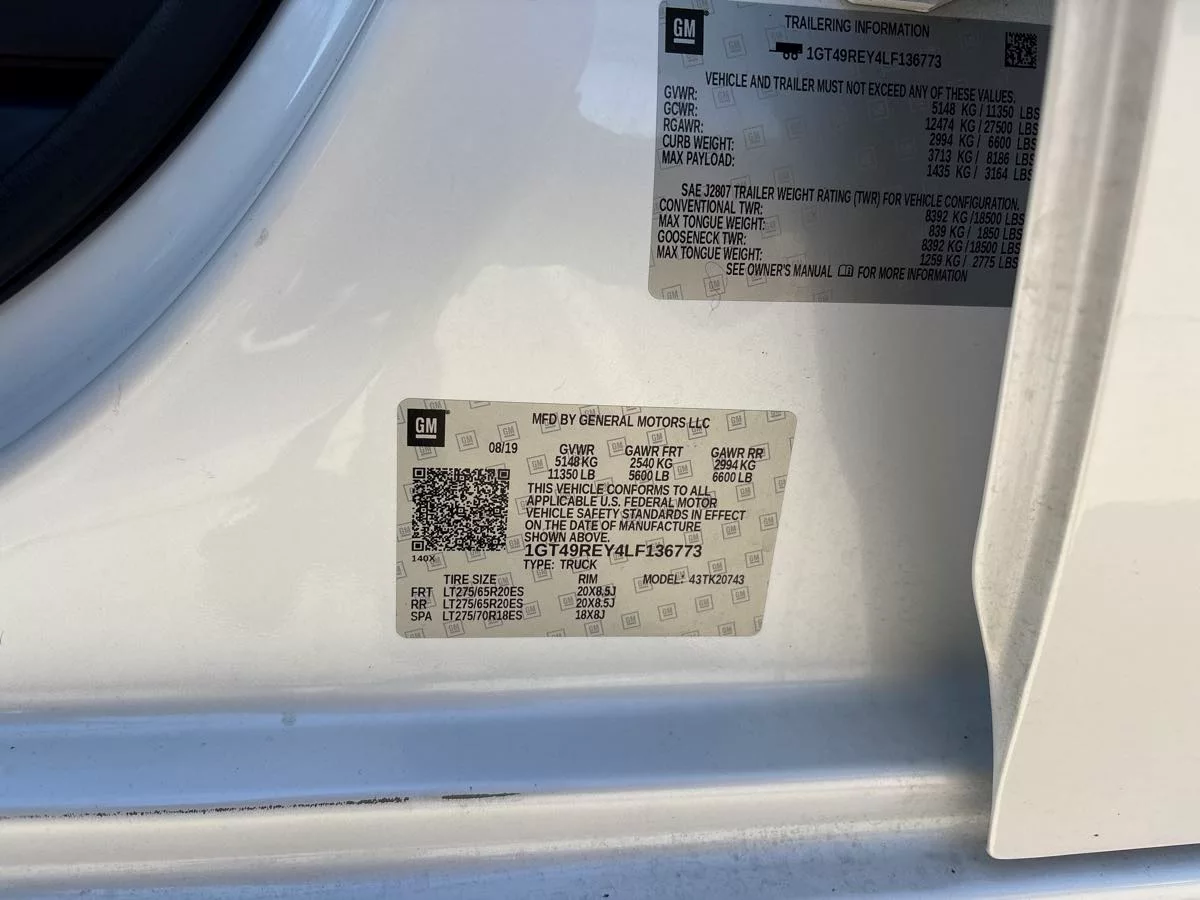 GM
TRAILERING INFORMATION
1GT49REY4LF136773
VEHICLE AND TRAILER MUST NOT EXCEED ANY OF THESE VALUES:
GVWR: 5148 KG / 11350 LBS
GCWR: 12474 KG / 27500 LBS
RGAWR: 2994 KG / 6600 LBS
CURB WEIGHT: 3713 KG / 8186 LBS
MAX PAYLOAD: 1435 KG / 3164 LBS
SAE J2807 TRAILER WEIGHT RATING (TWR) FOR VEHICLE CONFIGURATION.
CONVENTIONAL TWR: 8392 KG / 18500 LBS
MAX TONGUE WEIGHT: 839 KG / 1850 LBS
GOOSENECK TWR: 8392 KG / 18500 LBS
MAX TONGUE WEIGHT: 1259 KG / 2775 LBS
SEE OWNER'S MANUAL FOR MORE INFORMATION
GM
MFD BY GENERAL MOTORS LLC
08/19 GVWR GAWR FRT GAWR RR
5148 KG 2540 KG 2994 KG
11350 LB 5600 LB 6600 LB
THIS VEHICLE CONFORMS TO ALL
APPLICABLE U.S. FEDERAL MOTOR
VEHICLE SAFETY STANDARDS IN EFFECT
ON THE DATE OF MANUFACTURE
SHOWN ABOVE.
1GT49REY4LF136773
140X
TYPE: TRUCK
TIRE SIZE RIM MODEL: 43TK20743
FRT LT275/65R20ES 20X8.5J
RR LT275/65R20ES 20X8.5J
SPA LT275/70R18ES 18X8J